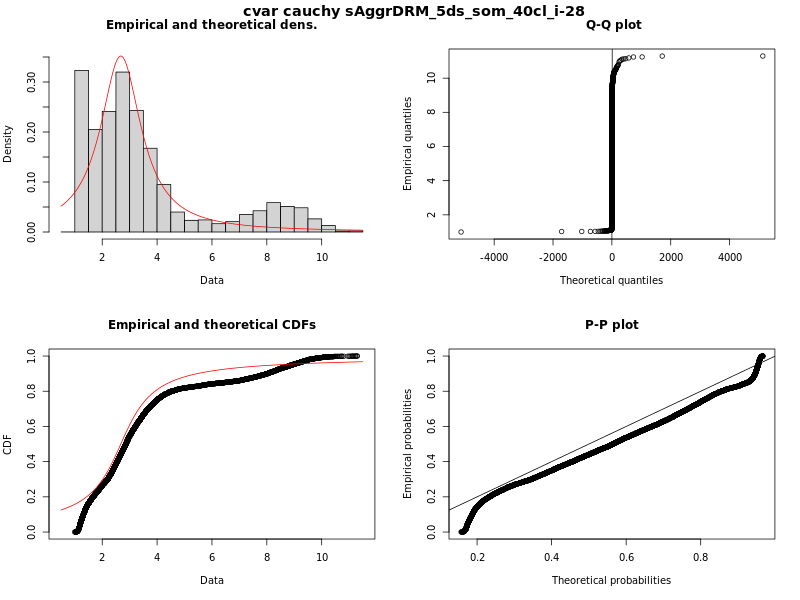 cvar cauchy sAggrDRM_5ds_som_40cl_i-28
Empirical and theoretical dens.
Density
0.00 0.10 0.20 0.30
2 4 6 8 10
Data
Q-Q plot
Empirical quantiles
2 4 6 8 10
-4000 -2000 0 2000 4000
Theoretical quantiles
Empirical and theoretical CDFs
CDF
0.0 0.2 0.4 0.6 0.8 1.0
2 4 6 8 10
Data
P-P plot
Empirical probabilities
0.0 0.2 0.4 0.6 0.8 1.0
0.2 0.4 0.6 0.8
Theoretical probabilities